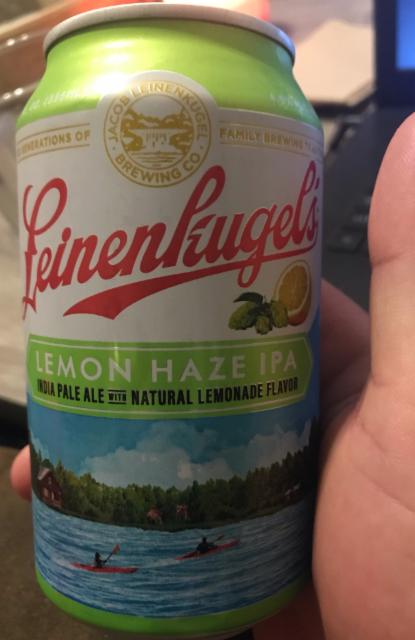 JACOB LEINENKUGEL
BREWING CO.
GENERATIONS OF
FAMILY BREWING
Leinenkugel's
LEMON HAZE IPA
INDIA PALE ALE WITH NATURAL LEMONADE FLAVOR